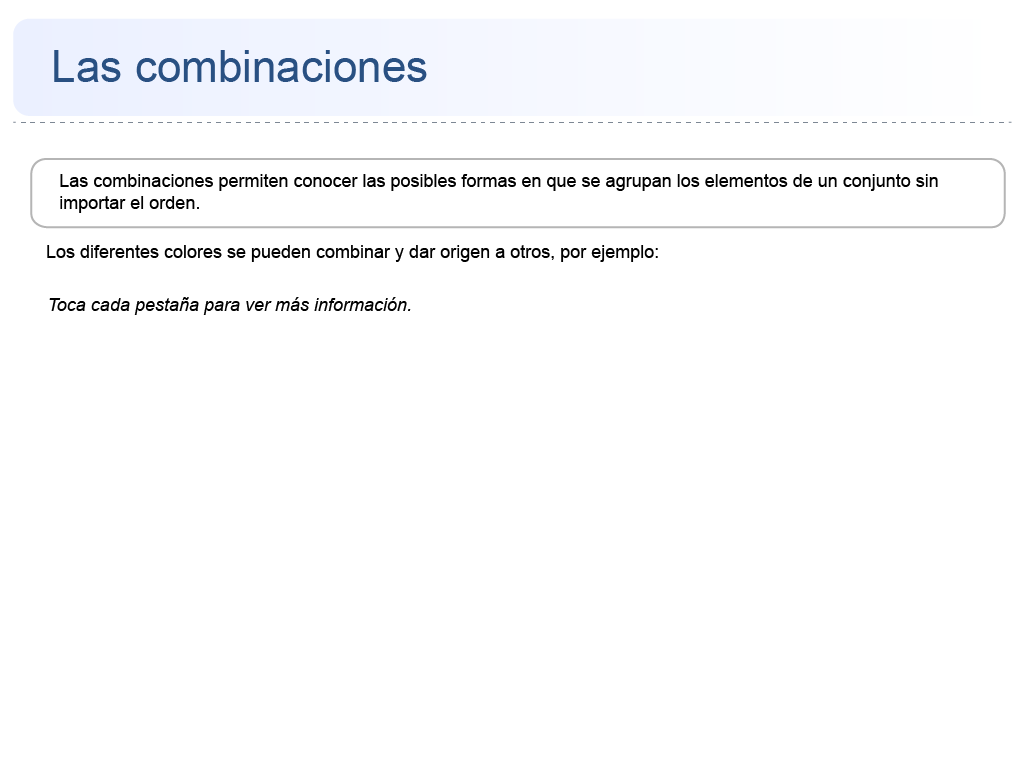 Las combinaciones
Las combinaciones permiten conocer las posibles formas en que se agrupan los elementos de un conjunto sin
importar el orden.
Los diferentes colores se pueden combinar y dar origen a otros, por ejemplo:
Toca cada pestaña para ver más información.